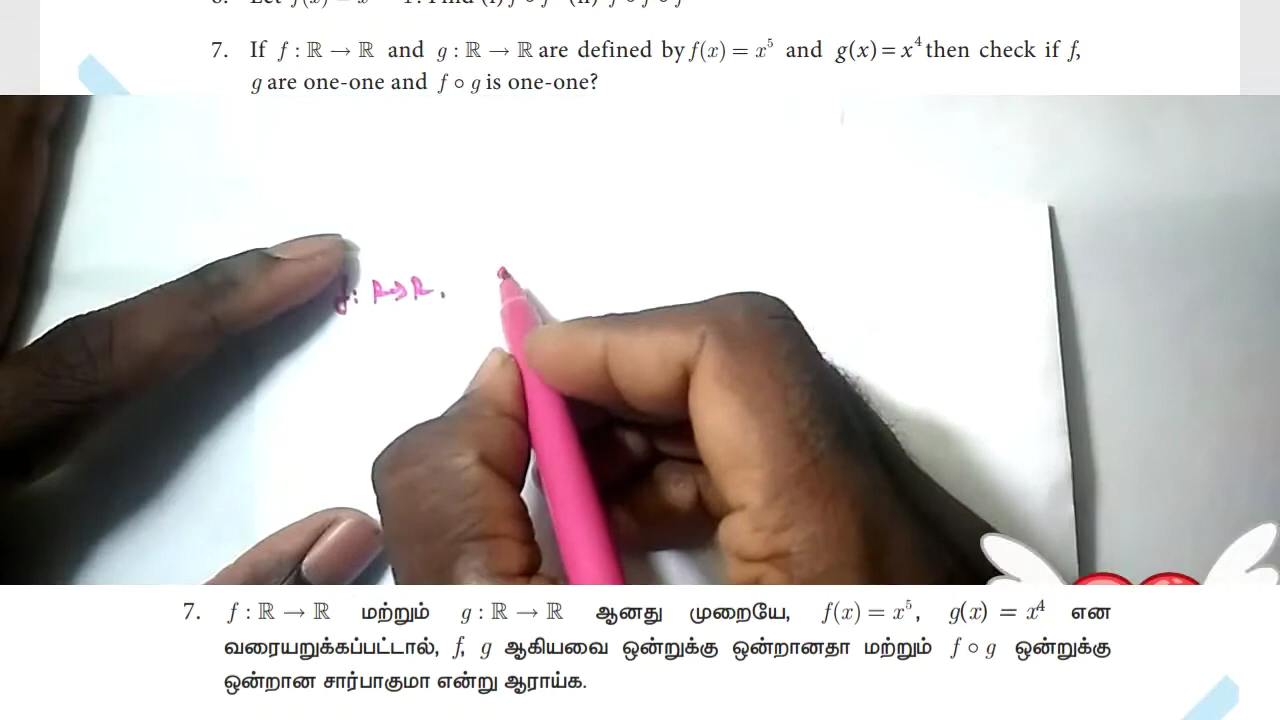 7. If f : ℝ → ℝ and g : ℝ → ℝ are defined by f(x) = x⁵ and g(x) = x⁴ then check if f,
g are one-one and f ∘ g is one-one?
: R→R.
7. f : ℝ → ℝ மற்றும் g : ℝ → ℝ ஆனது முறையே, f(x) = x⁵, g(x) = x⁴ என
வரையறுக்கப்பட்டால், f, g ஆகியவை ஒன்றுக்கு ஒன்றானதா மற்றும் f ∘ g ஒன்றுக்கு
ஒன்றான சார்பாகுமா என்று ஆராய்க.